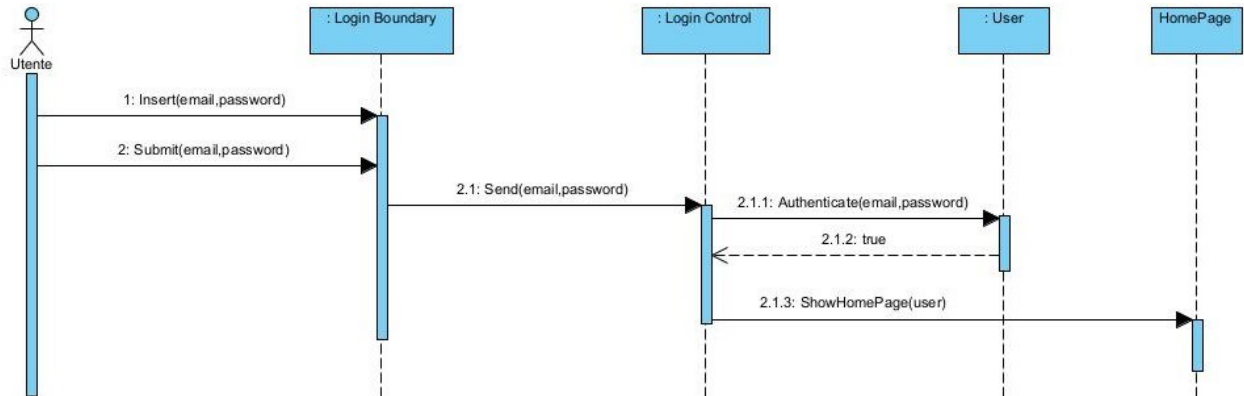 : Login Boundary
: Login Control
: User
HomePage
Utente
1: Insert(email,password)
2: Submit(email,password)
2.1: Send(email,password)
2.1.1: Authenticate(email,password)
2.1.2: true
2.1.3: ShowHomePage(user)